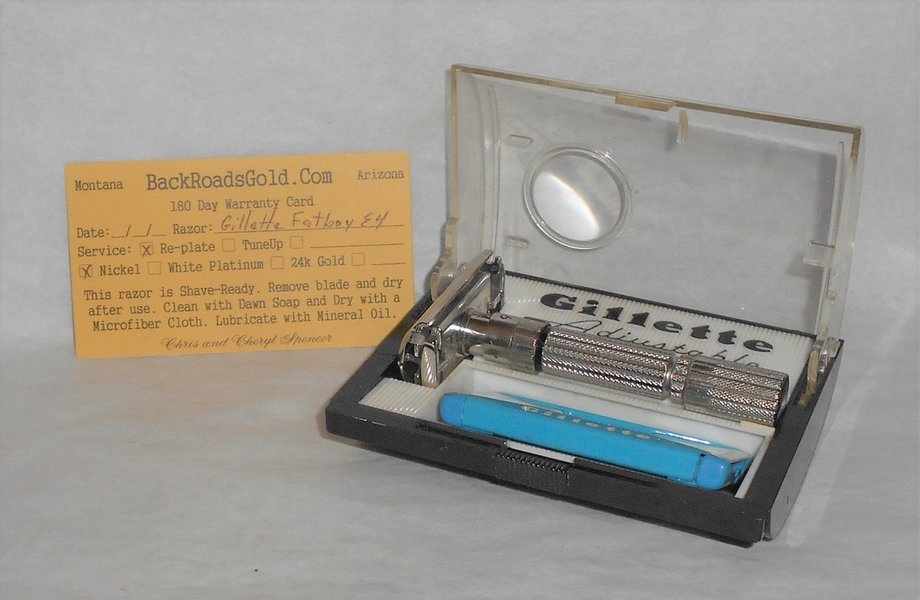 Montana BackRoadsGold.Com Arizona
180 Day Warranty Card
Date: / / Razor: Gillette Fatboy E4
Service: X Re-plate TuneUp
X Nickel White Platinum 24k Gold
This razor is Shave-Ready. Remove blade and dry
after use. Clean with Dawn Soap and Dry with a
Microfiber Cloth. Lubricate with Mineral Oil.
Chris and Cheryl Spencer
Gillette
Adjustable
Gillette